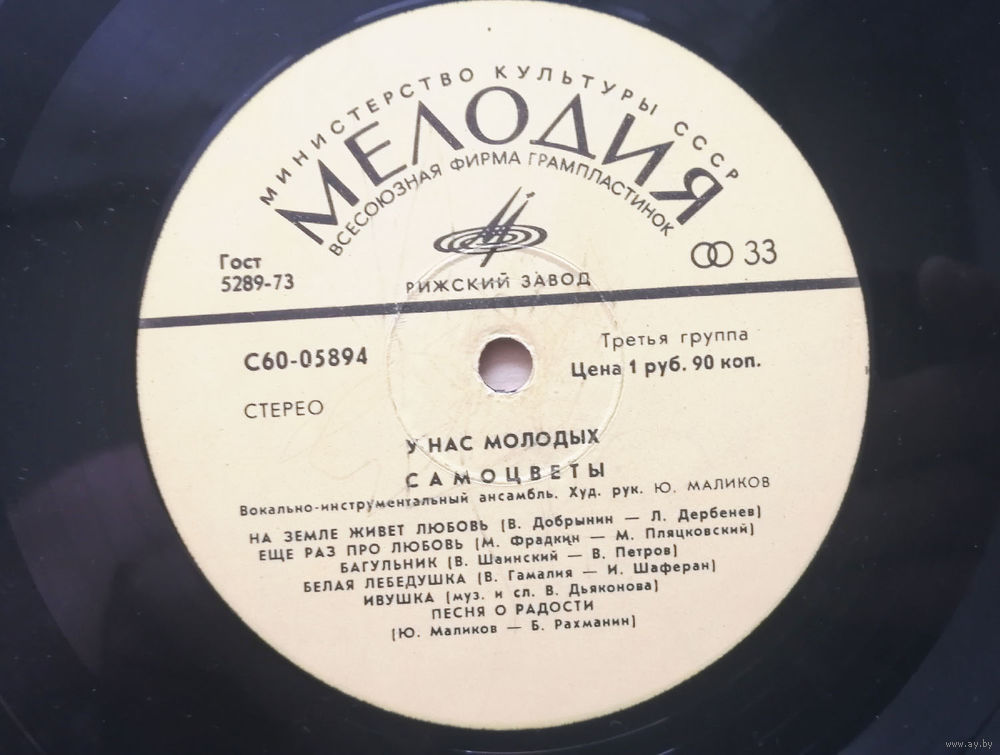 МИНИСТЕРСТВО КУЛЬТУРЫ СССР
МЕЛОДИЯ
ВСЕСОЮЗНАЯ ФИРМА ГРАМПЛАСТИНОК
Гост
5289-73
33
РИЖСКИЙ ЗАВОД
С60-05894
Третья группа
Цена 1 руб. 90 коп.
СТЕРЕО
У НАС МОЛОДЫХ
САМОЦВЕТЫ
Вокально-инструментальный ансамбль. Худ. рук. Ю. МАЛИКОВ
НА ЗЕМЛЕ ЖИВЕТ ЛЮБОВЬ (В. Добрынин — Л. Дербенев)
ЕЩЕ РАЗ ПРО ЛЮБОВЬ (М. Фрадкин — М. Пляцковский)
БАГУЛЬНИК (В. Шаинский — В. Петров)
БЕЛАЯ ЛЕБЕДУШКА (В. Гамалия — И. Шаферан)
ИВУШКА (муз. и сл. В. Дьяконова)
ПЕСНЯ О РАДОСТИ
(Ю. Маликов — Б. Рахманин)
www.ay.by